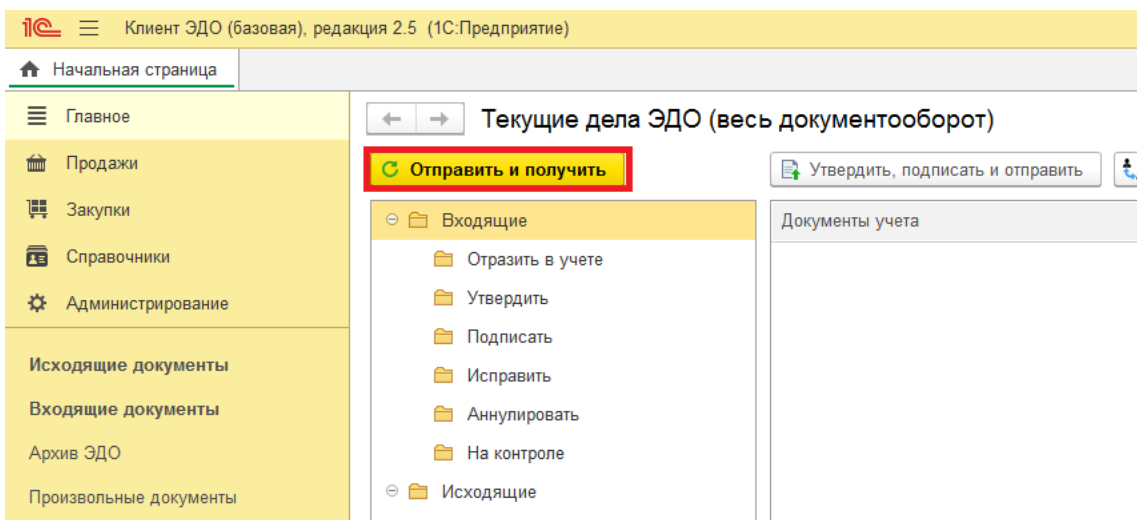 1С Клиент ЭДО (базовая), редакция 2.5 (1С:Предприятие)
Начальная страница
Главное
Продажи
Закупки
Справочники
Администрирование
Исходящие документы
Входящие документы
Архив ЭДО
Произвольные документы
Текущие дела ЭДО (весь документооборот)
Отправить и получить
Утвердить, подписать и отправить
Входящие
Отразить в учете
Утвердить
Подписать
Исправить
Аннулировать
На контроле
Исходящие
Документы учета